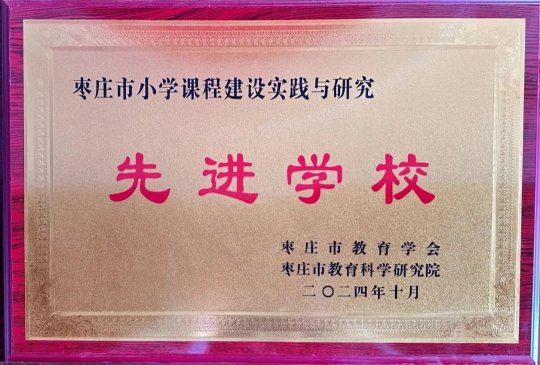 枣庄市小学课程建设实践与研究
先进学校
枣庄市教育学会
枣庄市教育科学研究院
二〇二四年十月